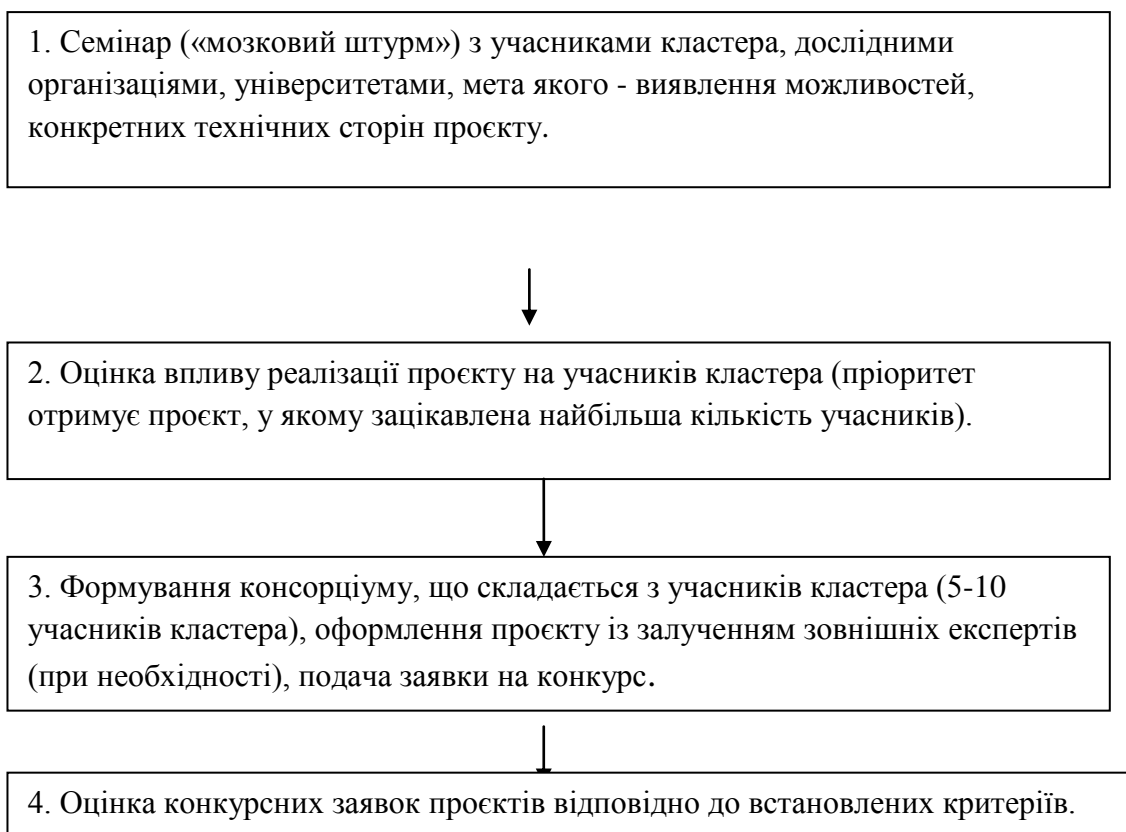 1. Семінар («мозковий штурм») з учасниками кластера, дослідними
організаціями, університетами, мета якого - виявлення можливостей,
конкретних технічних сторін проєкту.
2. Оцінка впливу реалізації проєкту на учасників кластера (пріоритет
отримує проєкт, у якому зацікавлена найбільша кількість учасників).
3. Формування консорціуму, що складається з учасників кластера (5-10
учасників кластера), оформлення проєкту із залученням зовнішніх експертів
(при необхідності), подача заявки на конкурс.
4. Оцінка конкурсних заявок проєктів відповідно до встановлених критеріїв.